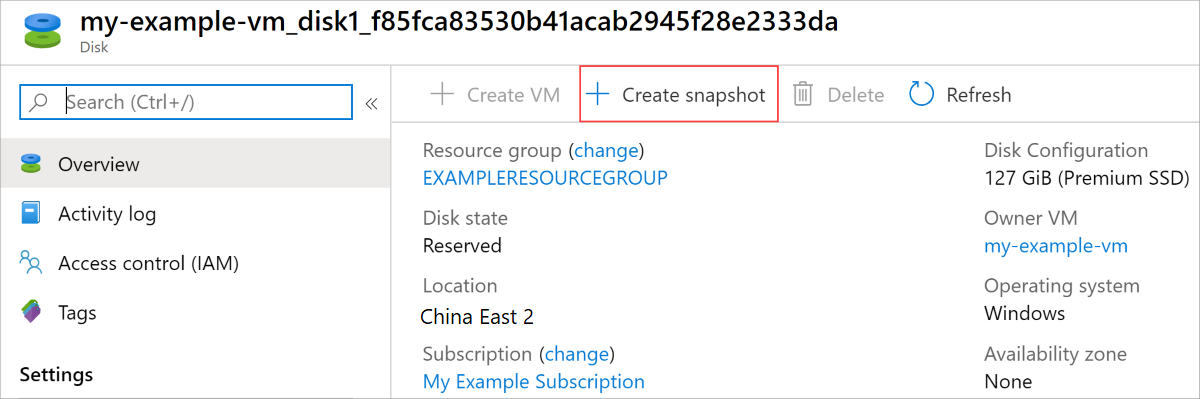 my-example-vm_disk1_f85fca83530b41acab2945f28e2333da
Disk
Search (Ctrl+/)
«
Overview
Activity log
Access control (IAM)
Tags
Settings
Create VM
Create snapshot
Delete
Refresh
Resource group (change)
EXAMPLERESOURCEGROUP
Disk state
Reserved
Location
China East 2
Subscription (change)
My Example Subscription
Disk Configuration
127 GiB (Premium SSD)
Owner VM
my-example-vm
Operating system
Windows
Availability zone
None